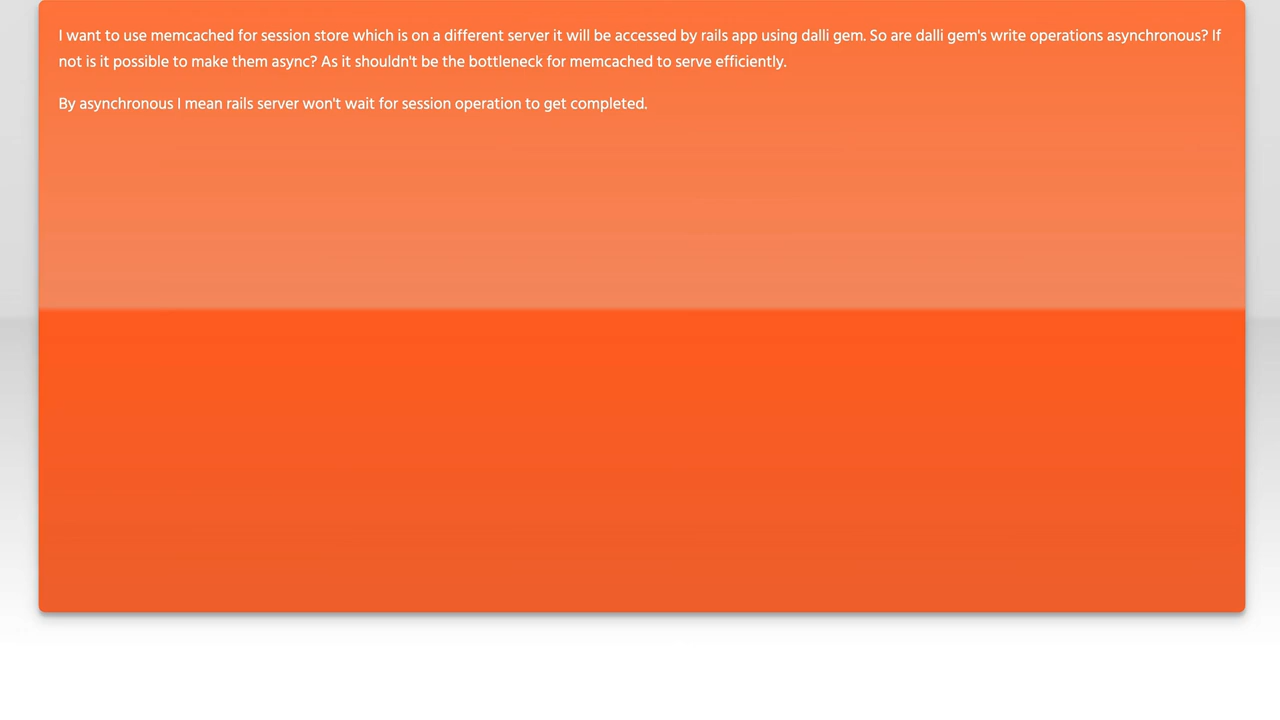 I want to use memcached for session store which is on a different server it will be accessed by rails app using dalli gem. So are dalli gem's write operations asynchronous? If
not is it possible to make them async? As it shouldn't be the bottleneck for memcached to serve efficiently.
By asynchronous I mean rails server won't wait for session operation to get completed.